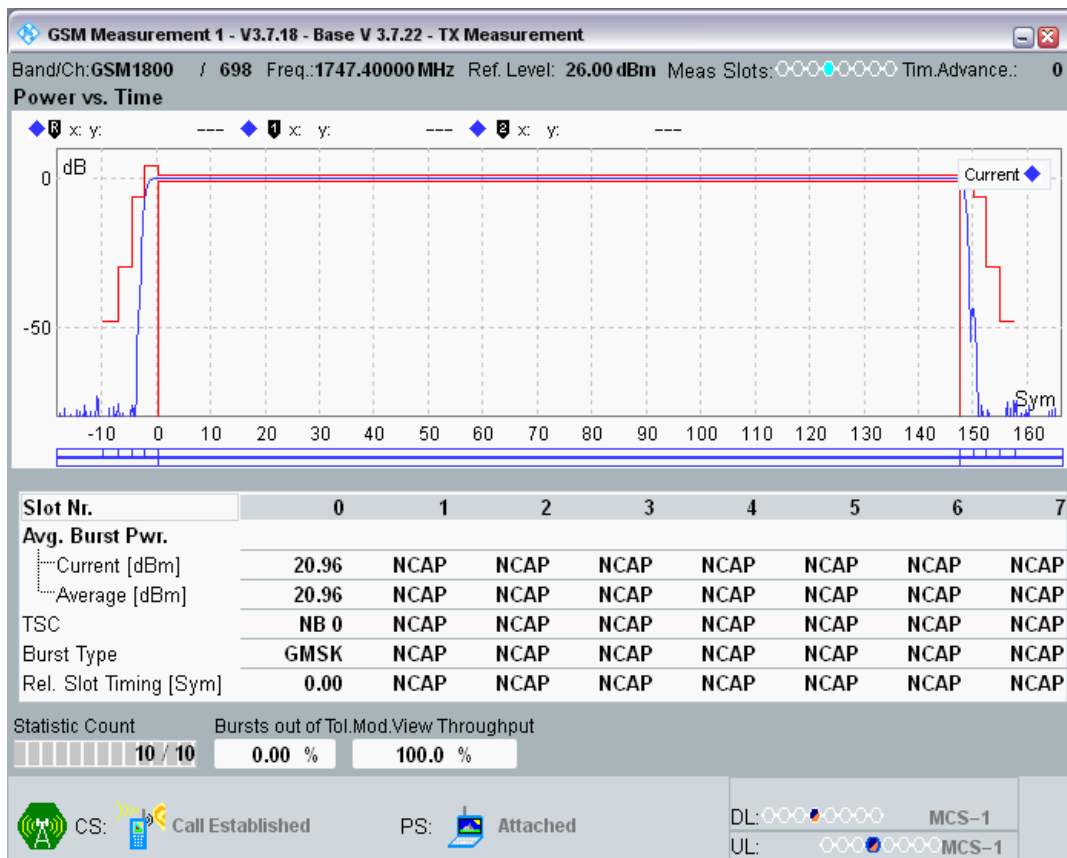 GSM Measurement 1 - V3.7.18 - Base V 3.7.22 - TX Measurement
Band/Ch:GSM1800 / 698 Freq.:1747.40000 MHz Ref. Level: 26.00 dBm Meas Slots: Tim.Advance.: 0
Power vs. Time
R x: y: --- 1 x: y: --- 2 x: y: ---
dB
Current
0
-50
Sym
-10 0 10 20 30 40 50 60 70 80 90 100 110 120 130 140 150 160
Slot Nr. 0 1 2 3 4 5 6 7
Avg. Burst Pwr.
Current [dBm] 20.96 NCAP NCAP NCAP NCAP NCAP NCAP NCAP
Average [dBm] 20.96 NCAP NCAP NCAP NCAP NCAP NCAP NCAP
TSC NB 0 NCAP NCAP NCAP NCAP NCAP NCAP NCAP
Burst Type GMSK NCAP NCAP NCAP NCAP NCAP NCAP NCAP
Rel. Slot Timing [Sym] 0.00 NCAP NCAP NCAP NCAP NCAP NCAP NCAP
Statistic Count Bursts out of Tol.Mod.View Throughput
10 / 10 0.00 % 100.0 %
CS: Call Established PS: Attached
DL: MCS-1
UL: MCS-1